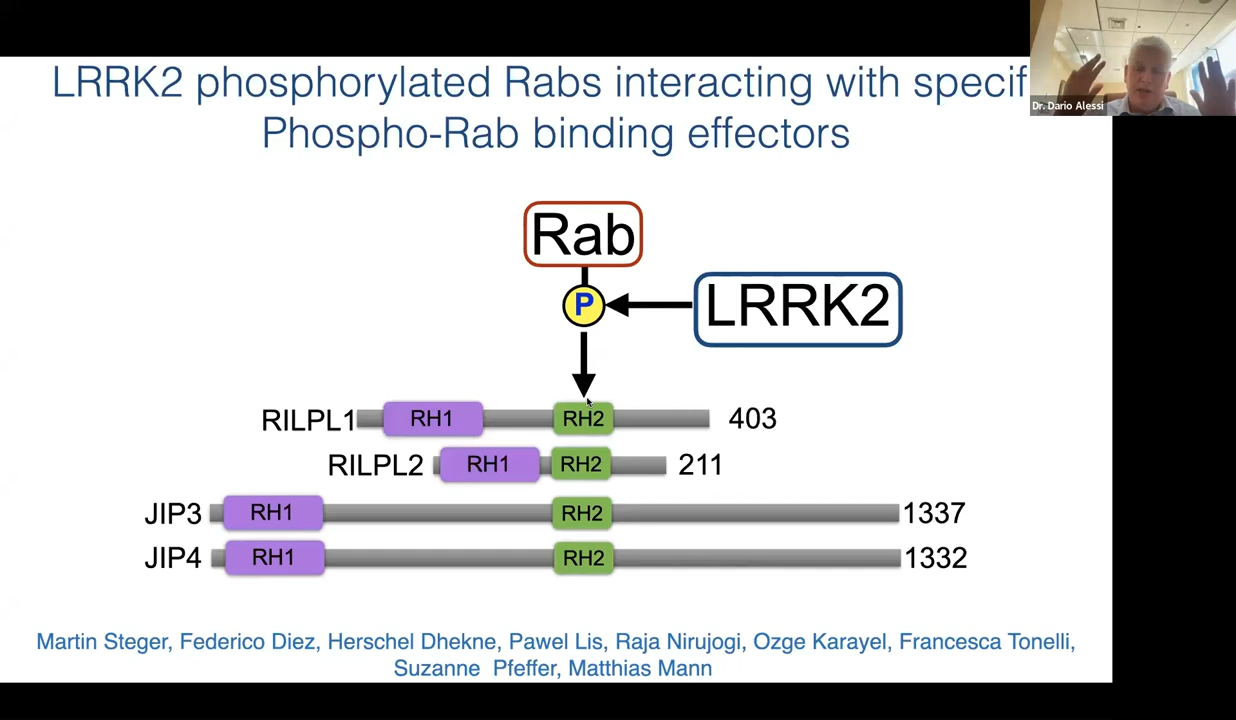 LRRK2 phosphorylated Rabs interacting with specif
Phospho-Rab binding effectors
Dr. Dario Alessi
Rab
P
LRRK2
RILPL1 RH1 RH2 403
RILPL2 RH1 RH2 211
JIP3 RH1 RH2 1337
JIP4 RH1 RH2 1332
Martin Steger, Federico Diez, Herschel Dhekne, Pawel Lis, Raja Nirujogi, Ozge Karayel, Francesca Tonelli,
Suzanne Pfeffer, Matthias Mann